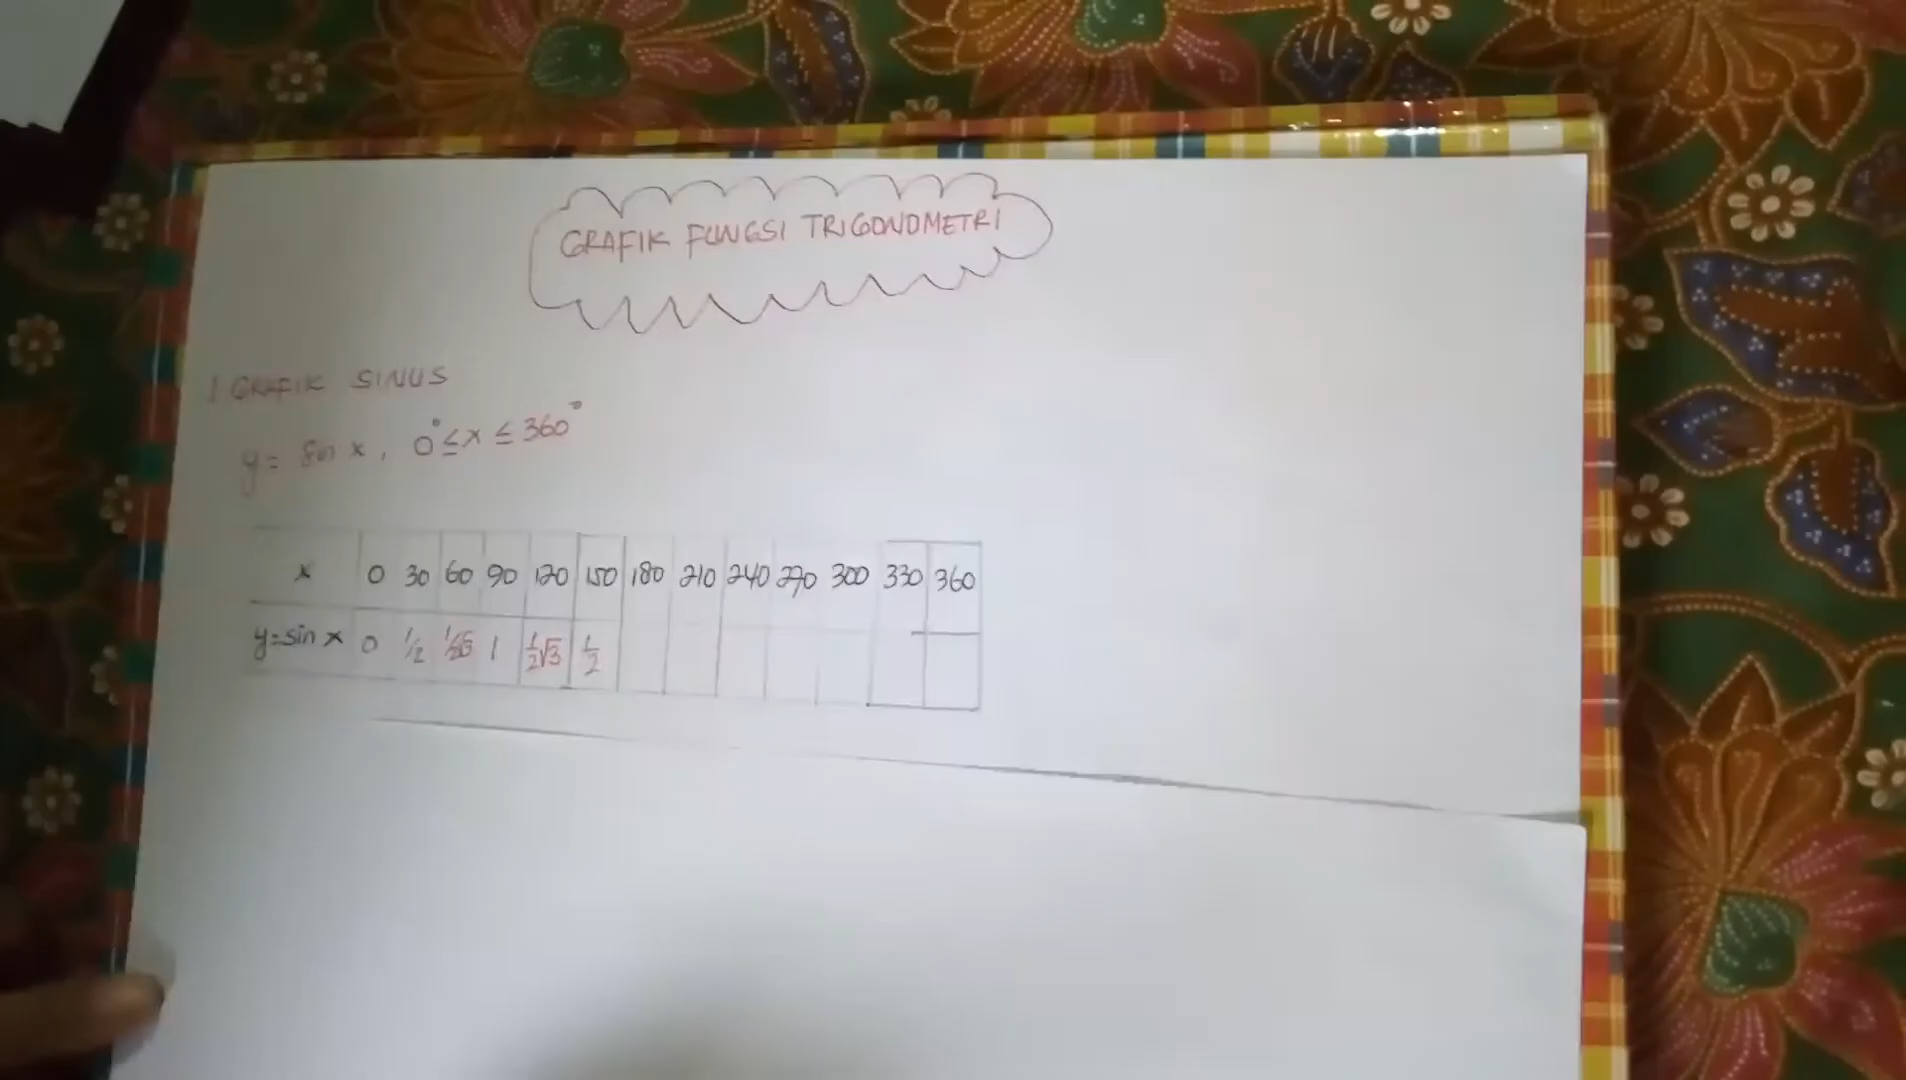 GRAFIK FUNGSI TRIGONOMETRI
1 GRAFIK SINUS
y = sin x, 0° ≤ x ≤ 360°
x 0 30 60 90 120 150 180 210 240 270 300 330 360
y=sin x 0 1/2 1/2√3 1 1/2√3 1/2